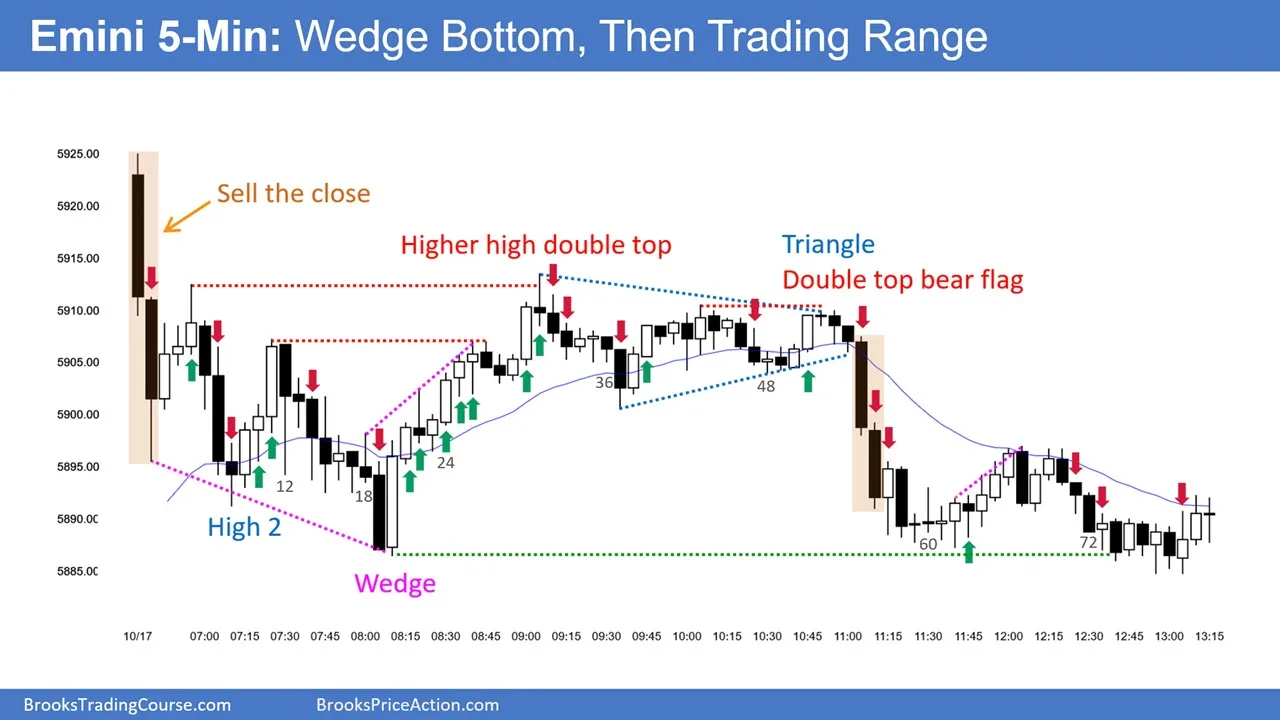 Emini 5-Min: Wedge Bottom, Then Trading Range
5925.00
5920.00
5915.00
5910.00
5905.00
5900.00
5895.00
5890.00
5885.00
Sell the close
Higher high double top
Triangle
Double top bear flag
High 2
Wedge
12
18
24
36
48
60
72
10/17 07:00 07:15 07:30 07:45 08:00 08:15 08:30 08:45 09:00 09:15 09:30 09:45 10:00 10:15 10:30 10:45 11:00 11:15 11:30 11:45 12:00 12:15 12:30 12:45 13:00 13:15
BrooksTradingCourse.com BrooksPriceAction.com